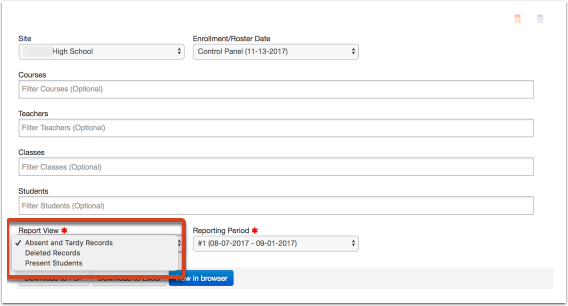 Site
Enrollment/Roster Date
High School
Control Panel (11-13-2017)
Courses
Filter Courses (Optional)
Teachers
Filter Teachers (Optional)
Classes
Filter Classes (Optional)
Students
Filter Students (Optional)
Report View *
Reporting Period *
✓ Absent and Tardy Records
#1 (08-07-2017 - 09-01-2017)
Deleted Records
Present Students
Download to PDF
Download to Excel
View in browser